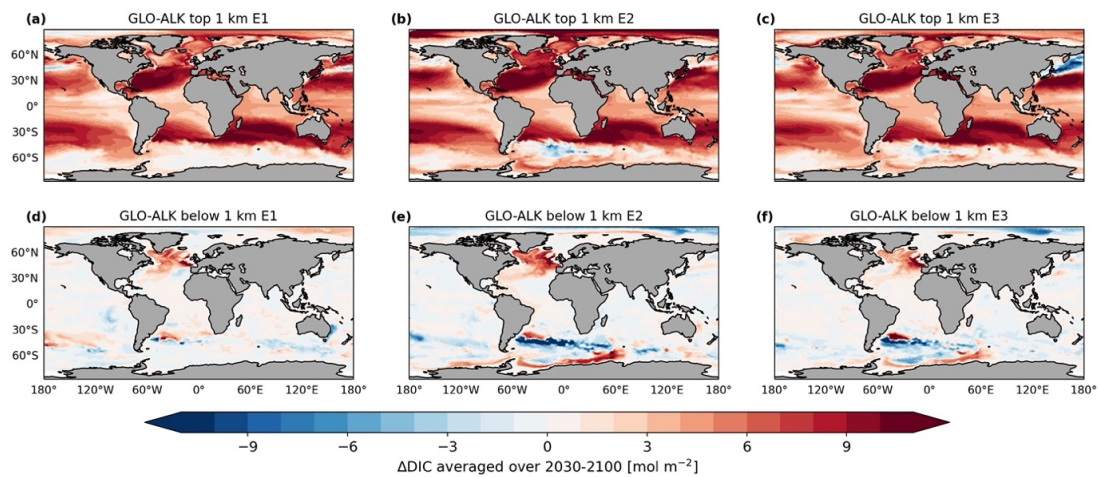 (a) GLO-ALK top 1 km E1
(b) GLO-ALK top 1 km E2
(c) GLO-ALK top 1 km E3
60°N
30°N
0°
30°S
60°S
(d) GLO-ALK below 1 km E1
(e) GLO-ALK below 1 km E2
(f) GLO-ALK below 1 km E3
60°N
30°N
0°
30°S
60°S
180° 120°W 60°W 0° 60°E 120°E 180°
180° 120°W 60°W 0° 60°E 120°E 180°
180° 120°W 60°W 0° 60°E 120°E 180°
−9 −6 −3 0 3 6 9
ΔDIC averaged over 2030-2100 [mol m⁻²]